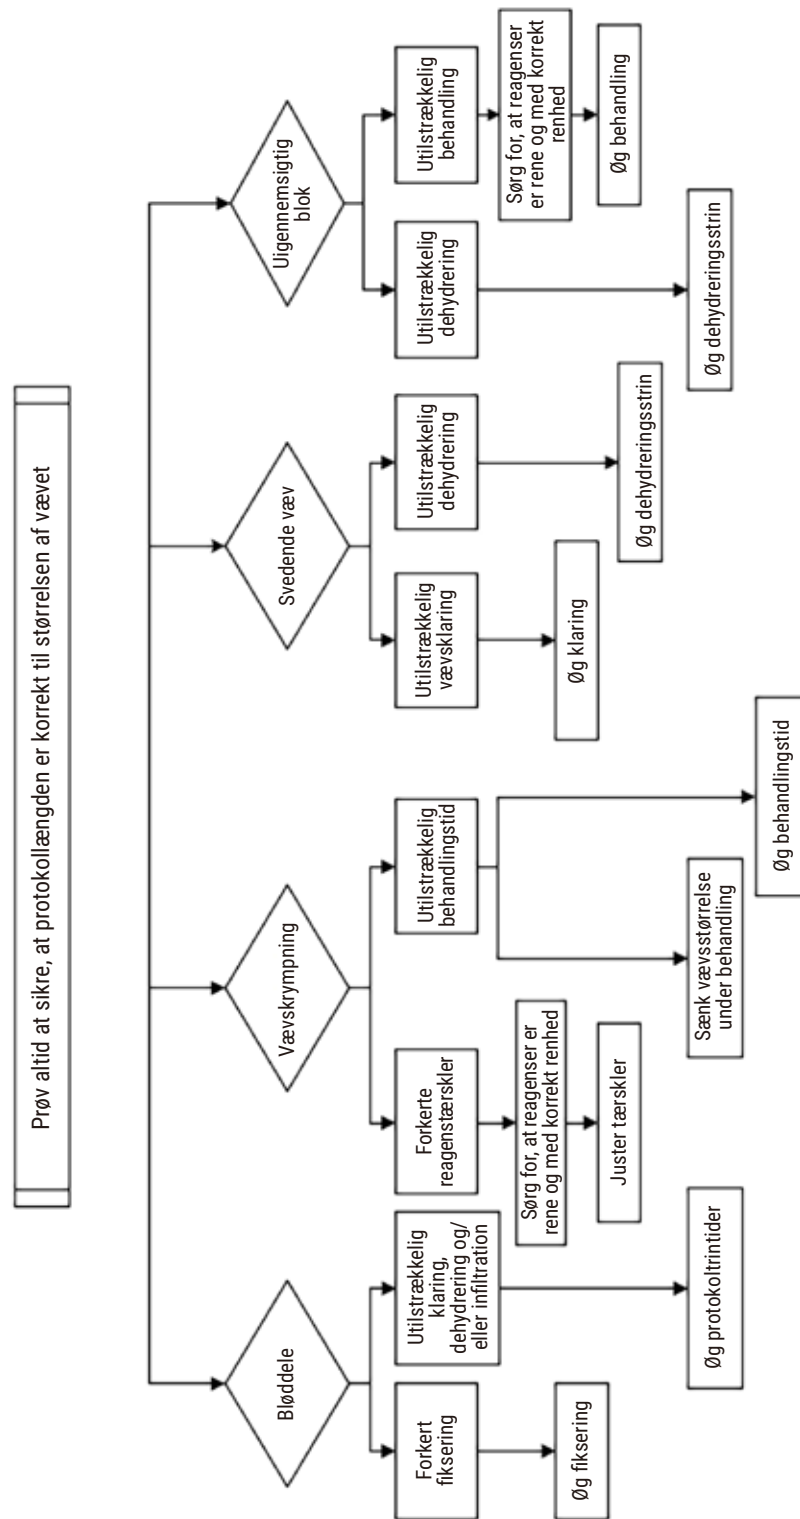 Prøv altid at sikre, at protokollængden er korrekt til størrelsen af vævet
Bløddele
Vævskrympning
Svedende væv
Uigennemsigtig
blok
Forkert
fiksering
Utilstrækkelig
klaring,
dehydrering og/
eller infiltration
Forkerte
reagenstærskler
Utilstrækkelig
behandlingstid
Utilstrækkelig
vævsklaring
Utilstrækkelig
dehydrering
Utilstrækkelig
dehydrering
Utilstrækkelig
behandling
Sørg for, at reagenser er
rene og med korrekt renhed
Sørg for, at reagenser
er rene og med korrekt
renhed
Øg fiksering
Juster tærskler
Øg klaring
Øg dehydreringsstrin
Øg behandling
Øg protokoltrintider
Sænk vævsstørrelse
under behandling
Øg dehydreringsstrin
Øg behandlingstid